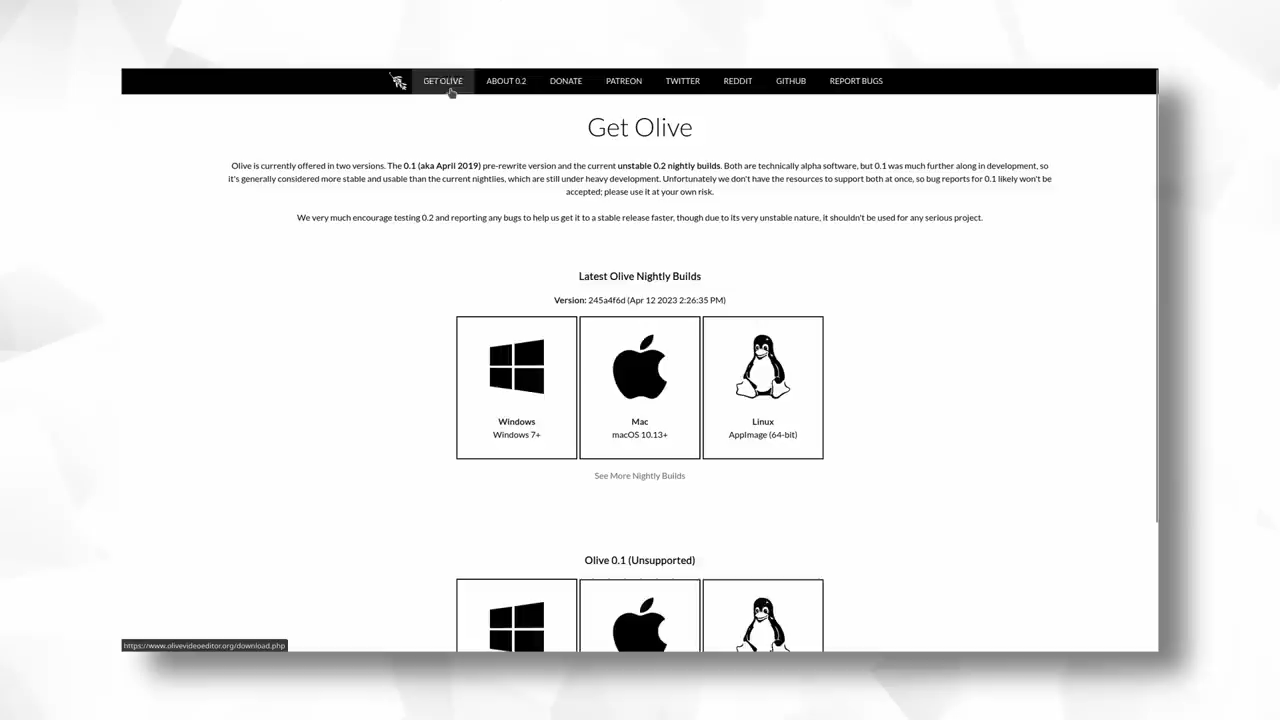 GET OLIVE ABOUT 0.2 DONATE PATREON TWITTER REDDIT GITHUB REPORT BUGS
Get Olive
Olive is currently offered in two versions. The 0.1 (aka April 2019) pre-rewrite version and the current unstable 0.2 nightly builds. Both are technically alpha software, but 0.1 was much further along in development, so
it's generally considered more stable and usable than the current nightlies, which are still under heavy development. Unfortunately we don't have the resources to support both at once, so bug reports for 0.1 likely won't be
accepted; please use it at your own risk.
We very much encourage testing 0.2 and reporting any bugs to help us get it to a stable release faster, though due to its very unstable nature, it shouldn't be used for any serious project.
Latest Olive Nightly Builds
Version: 245a4f6d (Apr 12 2023 2:26:35 PM)
Windows
Windows 7+
Mac
macOS 10.13+
Linux
AppImage (64-bit)
See More Nightly Builds
Olive 0.1 (Unsupported)
https://www.olivevideoeditor.org/download.php